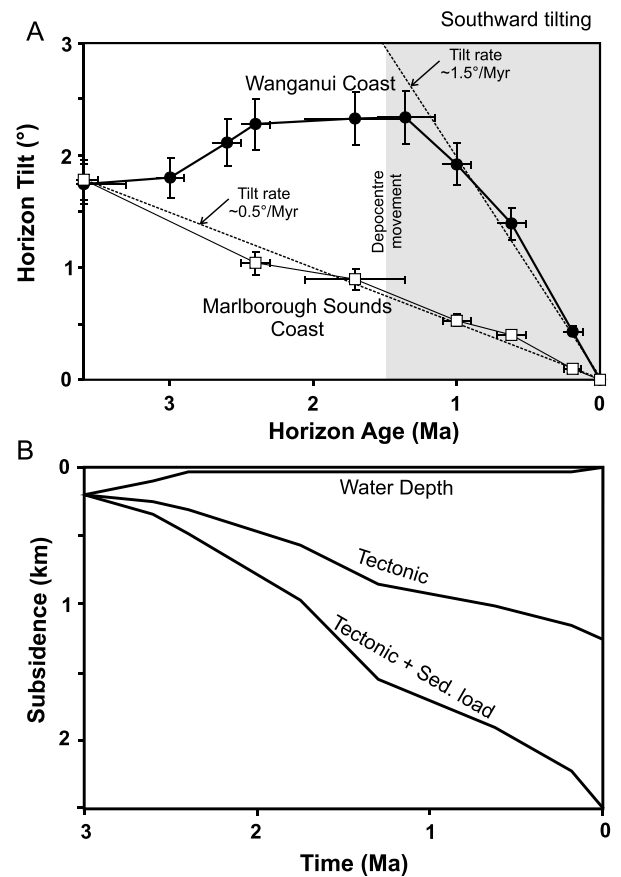 A
Southward tilting
3
2
1
0
Horizon Tilt (°)
Wanganui Coast
Tilt rate
~1.5°/Myr
Tilt rate
~0.5°/Myr
Depocentre
movement
Marlborough Sounds
Coast
3
2
1
0
Horizon Age (Ma)
B
0
1
2
Subsidence (km)
Water Depth
Tectonic
Tectonic + Sed. load
3
2
1
0
Time (Ma)